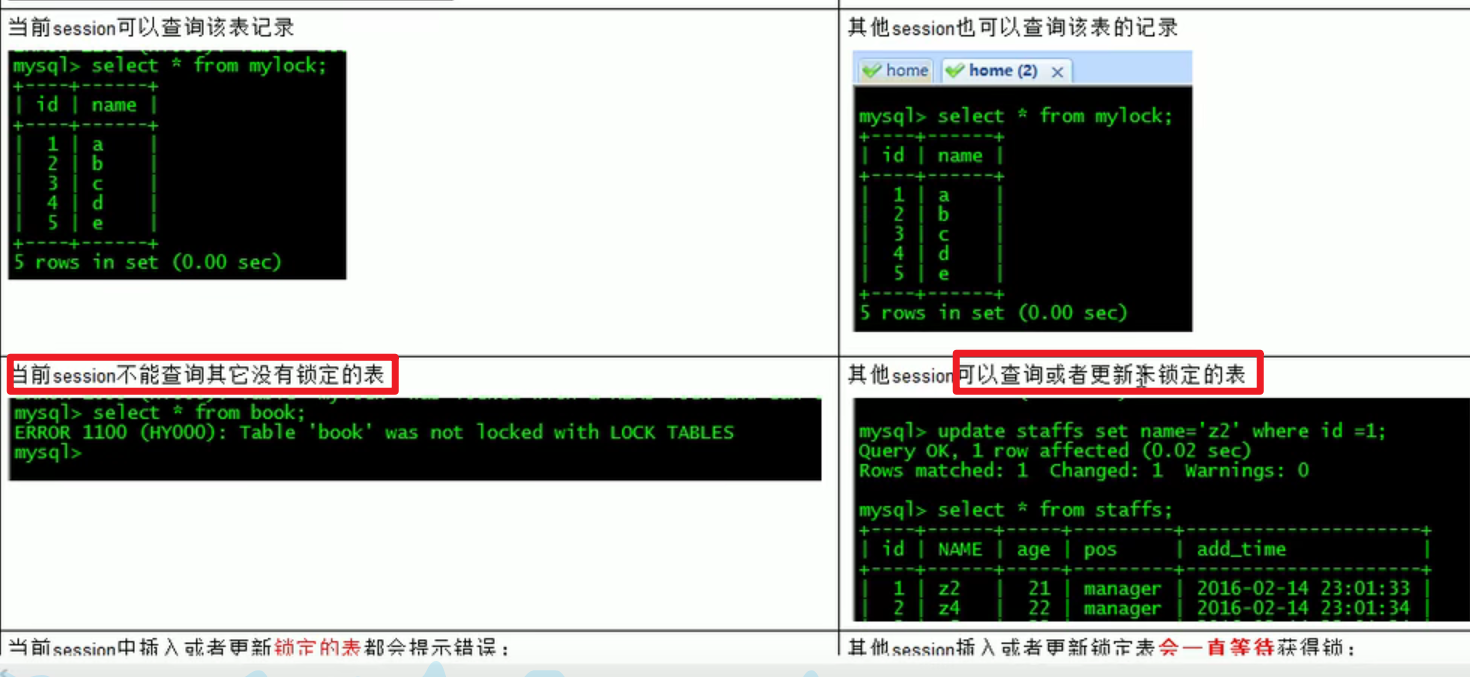 当前session可以查询该表记录
mysql> select * from mylock;
+----+------+
| id | name |
+----+------+
| 1 | a |
| 2 | b |
| 3 | c |
| 4 | d |
| 5 | e |
+----+------+
5 rows in set (0.00 sec)
其他session也可以查询该表的记录
home
home (2) x
mysql> select * from mylock;
+----+------+
| id | name |
+----+------+
| 1 | a |
| 2 | b |
| 3 | c |
| 4 | d |
| 5 | e |
+----+------+
5 rows in set (0.00 sec)
当前session不能查询其它没有锁定的表
mysql> select * from book;
ERROR 1100 (HY000): Table 'book' was not locked with LOCK TABLES
mysql>
其他session可以查询或者更新未锁定的表
mysql> update staffs set name='z2' where id =1;
Query OK, 1 row affected (0.02 sec)
Rows matched: 1 Changed: 1 Warnings: 0
mysql> select * from staffs;
+----+------+-----+---------+---------------------+
| id | NAME | age | pos | add_time |
+----+------+-----+---------+---------------------+
| 1 | z2 | 21 | manager | 2016-02-14 23:01:33 |
| 2 | z4 | 22 | manager | 2016-02-14 23:01:34 |
当前session中插入或者更新锁定的表都会提示错误:
其他session插入或者更新锁定表会一直等待获得锁: